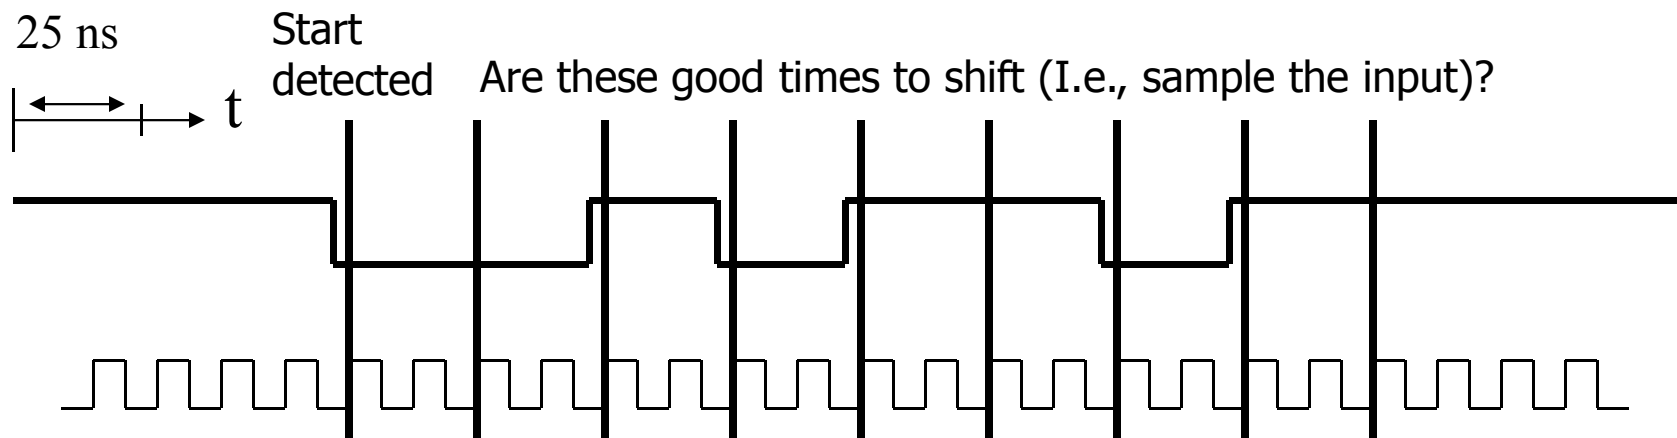 25 ns
t
Start
detected
Are these good times to shift (I.e., sample the input)?